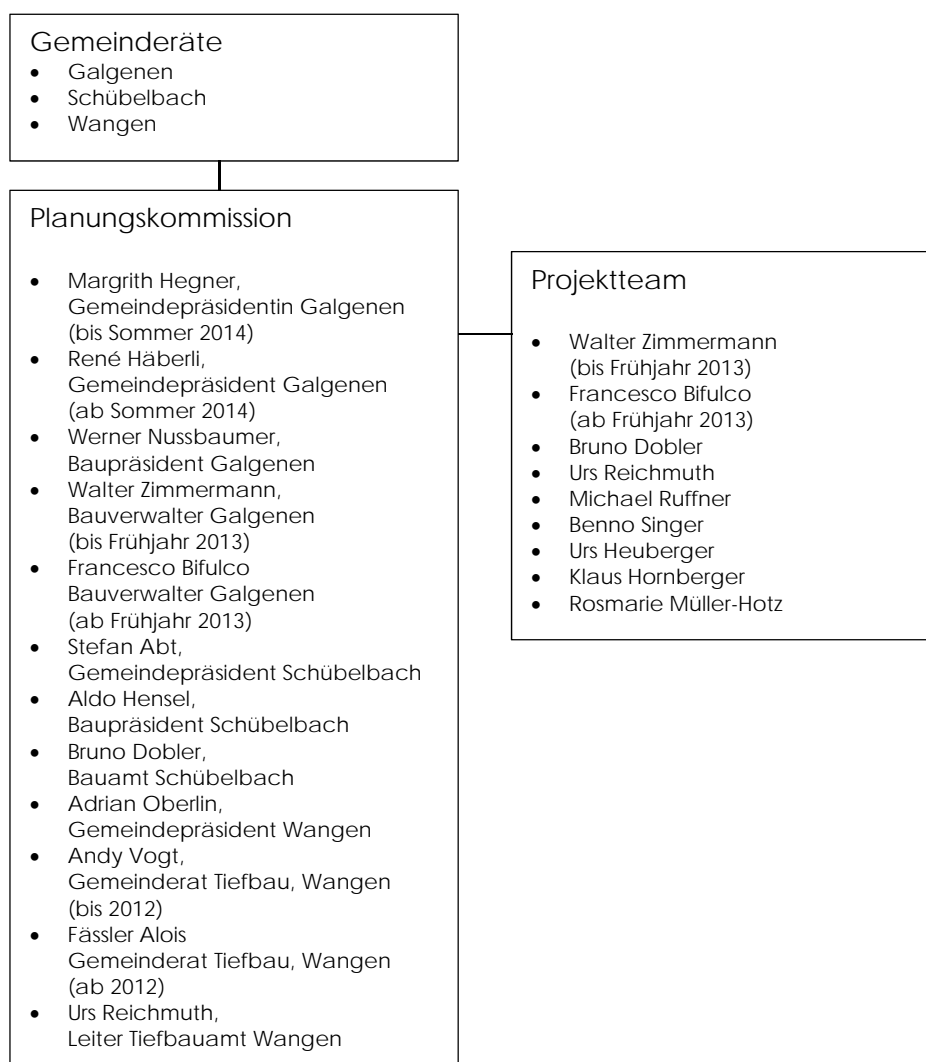 Gemeinderäte
• Galgenen
• Schübelbach
• Wangen
Planungskommission
• Margrith Hegner,
Gemeindepräsidentin Galgenen
(bis Sommer 2014)
• René Häberli,
Gemeindepräsident Galgenen
(ab Sommer 2014)
• Werner Nussbaumer,
Baupräsident Galgenen
• Walter Zimmermann,
Bauverwalter Galgenen
(bis Frühjahr 2013)
• Francesco Bifulco
Bauverwalter Galgenen
(ab Frühjahr 2013)
• Stefan Abt,
Gemeindepräsident Schübelbach
• Aldo Hensel,
Baupräsident Schübelbach
• Bruno Dobler,
Bauamt Schübelbach
• Adrian Oberlin,
Gemeindepräsident Wangen
• Andy Vogt,
Gemeinderat Tiefbau, Wangen
(bis 2012)
• Fässler Alois
Gemeinderat Tiefbau, Wangen
(ab 2012)
• Urs Reichmuth,
Leiter Tiefbauamt Wangen
Projektteam
• Walter Zimmermann
(bis Frühjahr 2013)
• Francesco Bifulco
(ab Frühjahr 2013)
• Bruno Dobler
• Urs Reichmuth
• Michael Ruffner
• Benno Singer
• Urs Heuberger
• Klaus Hornberger
• Rosmarie Müller-Hotz